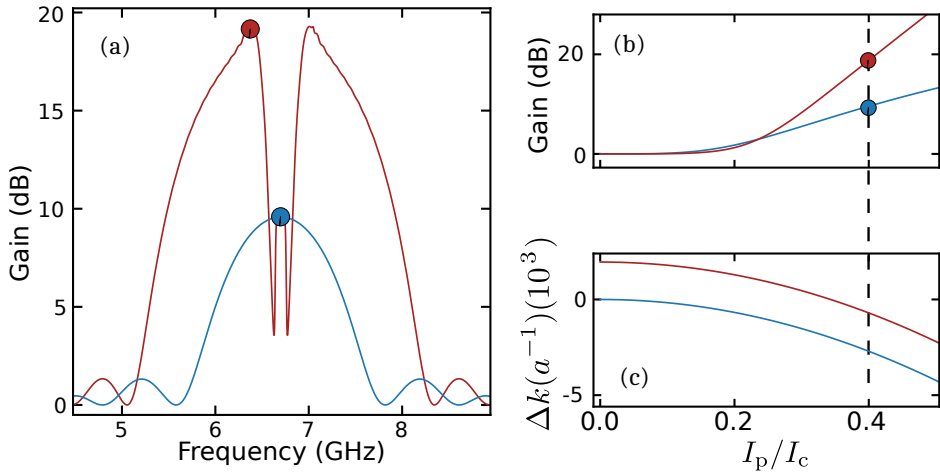 (a)
20
15
10
5
0
Gain (dB)
5
6
7
8
Frequency (GHz)
(b)
20
0
Gain (dB)
(c)
0
-5
Δk(a⁻¹)(10³)
0.0
0.2
0.4
I_p/I_c